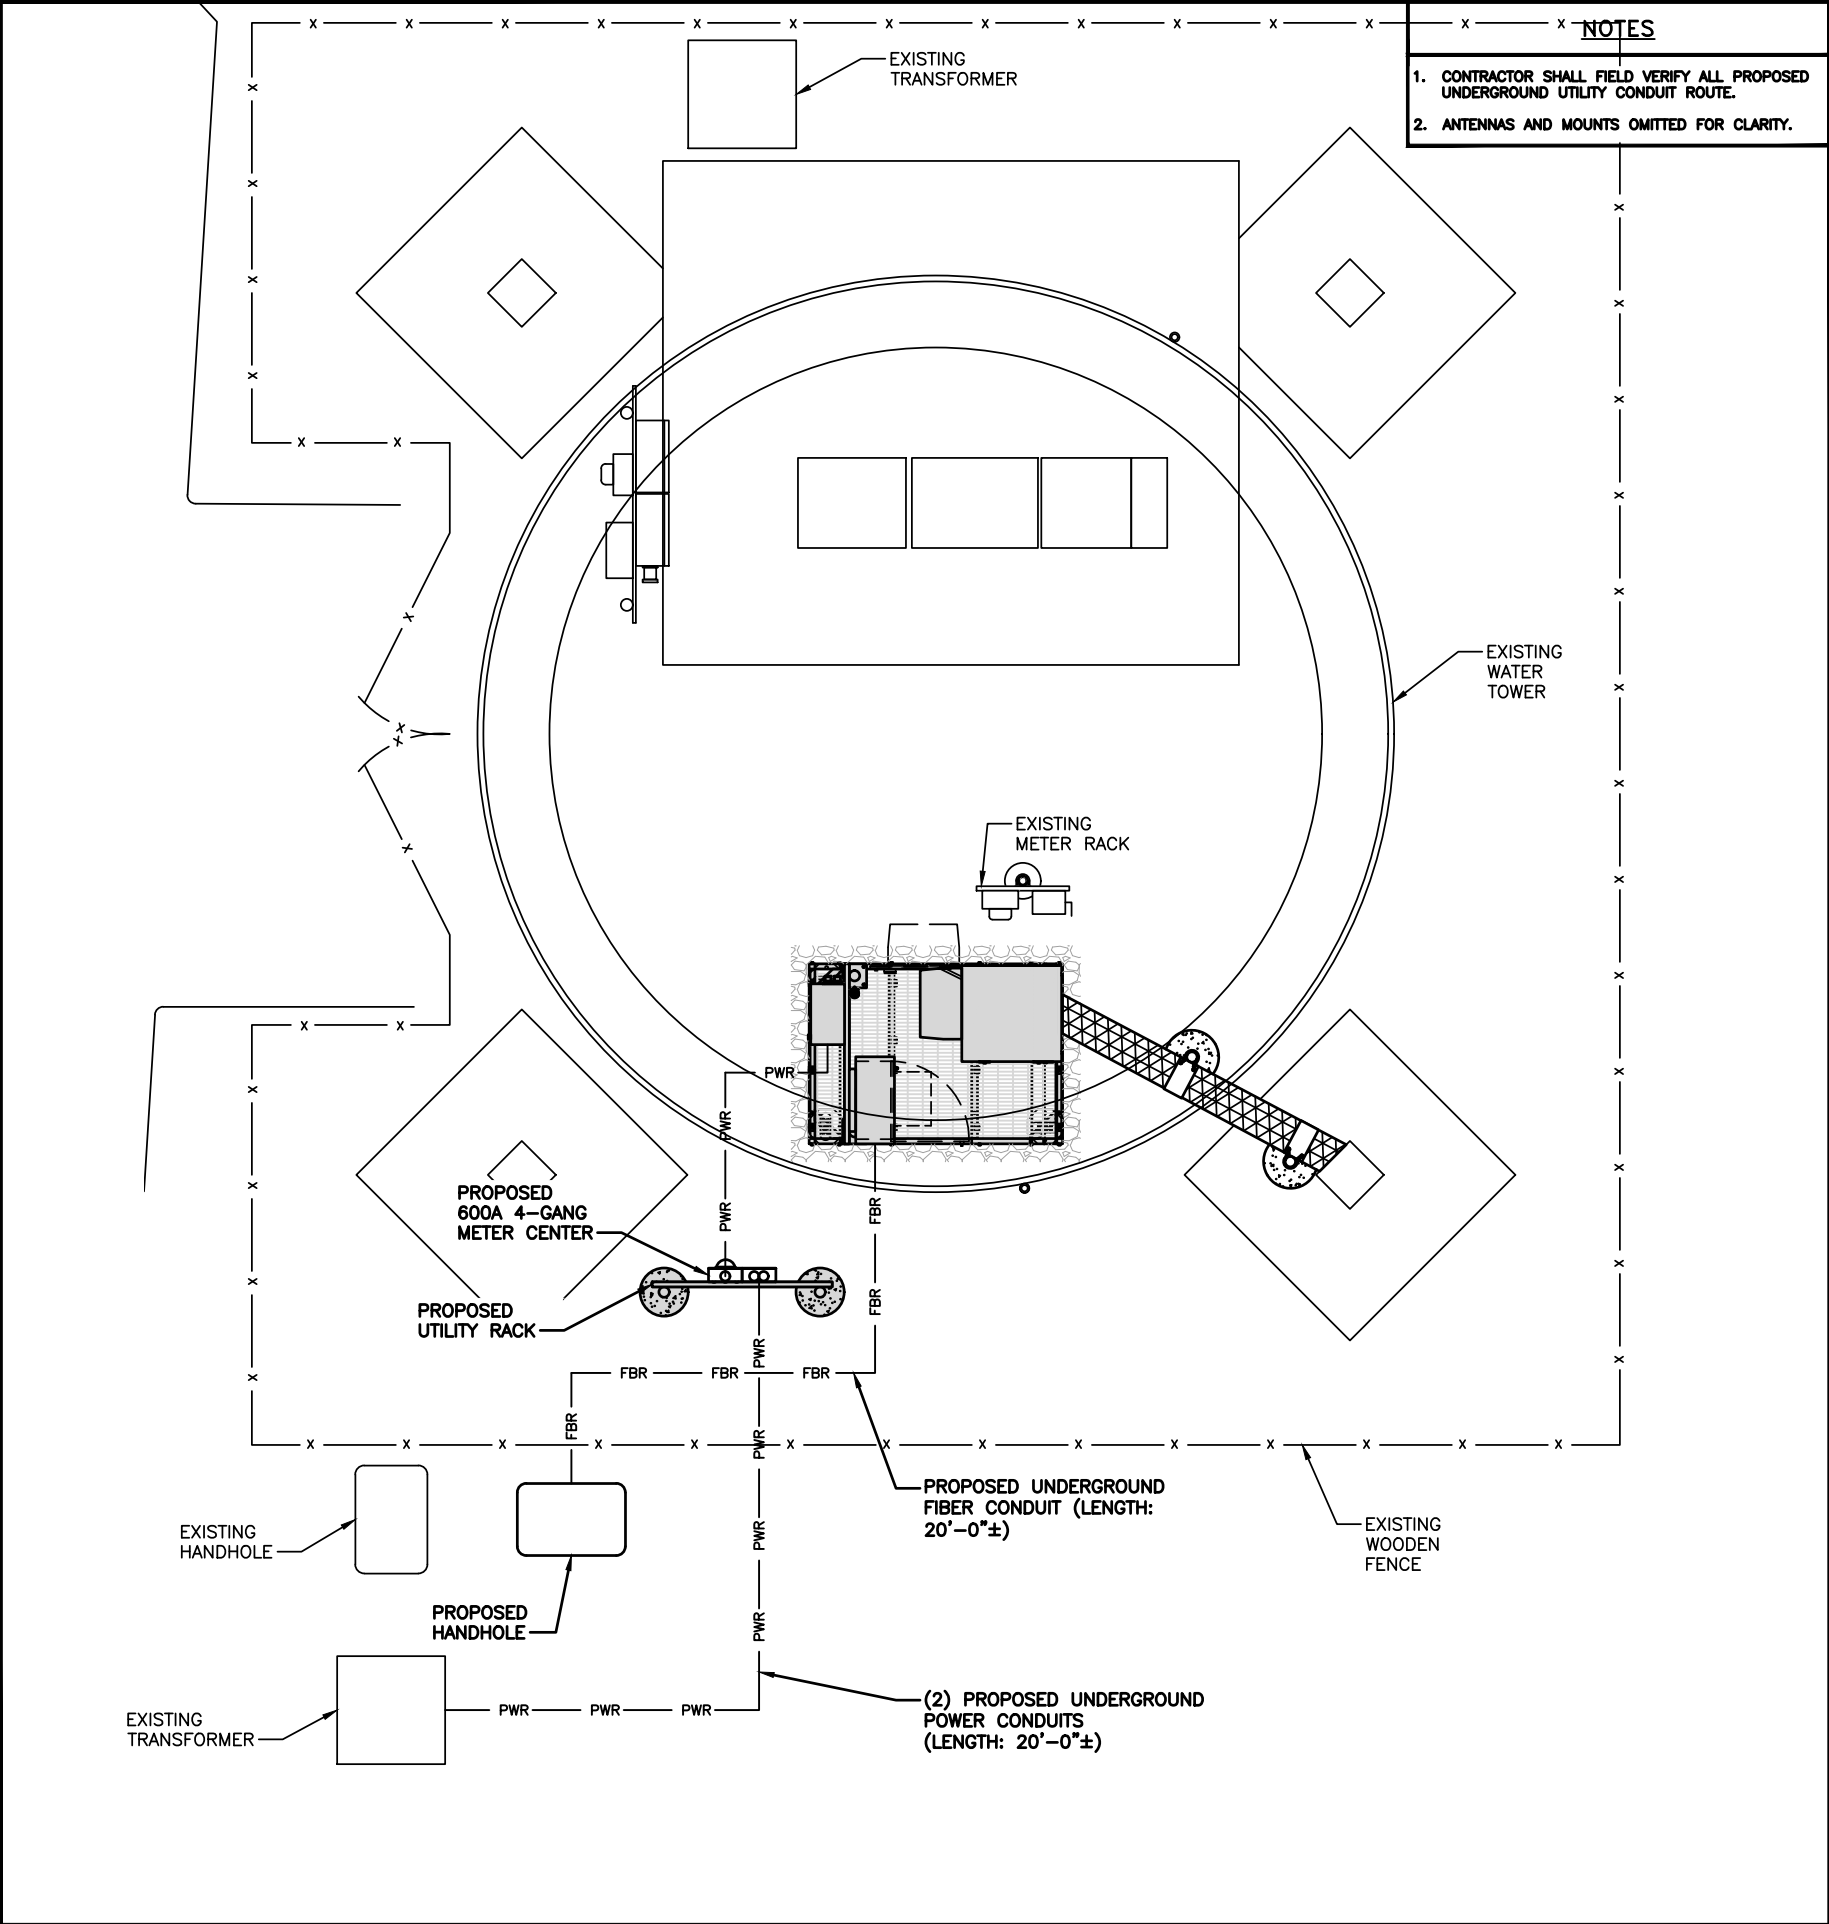 NOTES
1. CONTRACTOR SHALL FIELD VERIFY ALL PROPOSED
UNDERGROUND UTILITY CONDUIT ROUTE.
2. ANTENNAS AND MOUNTS OMITTED FOR CLARITY.
EXISTING
TRANSFORMER
EXISTING
WATER
TOWER
EXISTING
METER RACK
PWR
PWR
PWR
FBR
FBR
PROPOSED
600A 4-GANG
METER CENTER
PROPOSED
UTILITY RACK
PWR
FBR
FBR
FBR
FBR
PWR
PWR
PWR
PROPOSED UNDERGROUND
FIBER CONDUIT (LENGTH:
20'-0"±)
EXISTING
WOODEN
FENCE
EXISTING
HANDHOLE
PROPOSED
HANDHOLE
EXISTING
TRANSFORMER
PWR
PWR
PWR
(2) PROPOSED UNDERGROUND
POWER CONDUITS
(LENGTH: 20'-0"±)